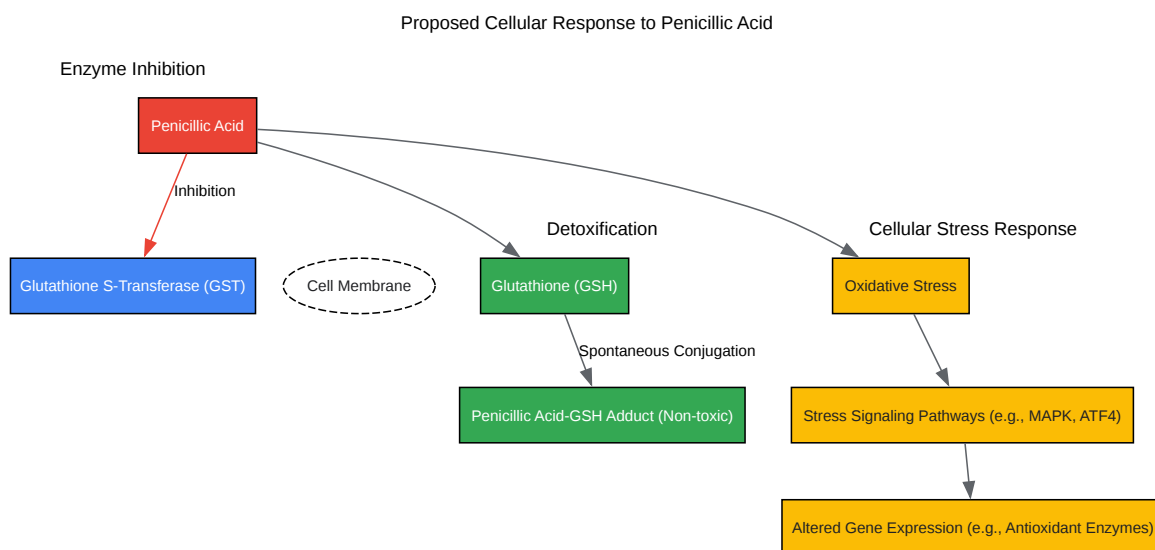 Proposed Cellular Response to Penicillic Acid
Enzyme Inhibition
Penicillic Acid
Inhibition
Detoxification
Cellular Stress Response
Glutathione S-Transferase (GST)
Cell Membrane
Glutathione (GSH)
Oxidative Stress
Spontaneous Conjugation
Penicillic Acid-GSH Adduct (Non-toxic)
Stress Signaling Pathways (e.g., MAPK, ATF4)
Altered Gene Expression (e.g., Antioxidant Enzymes)